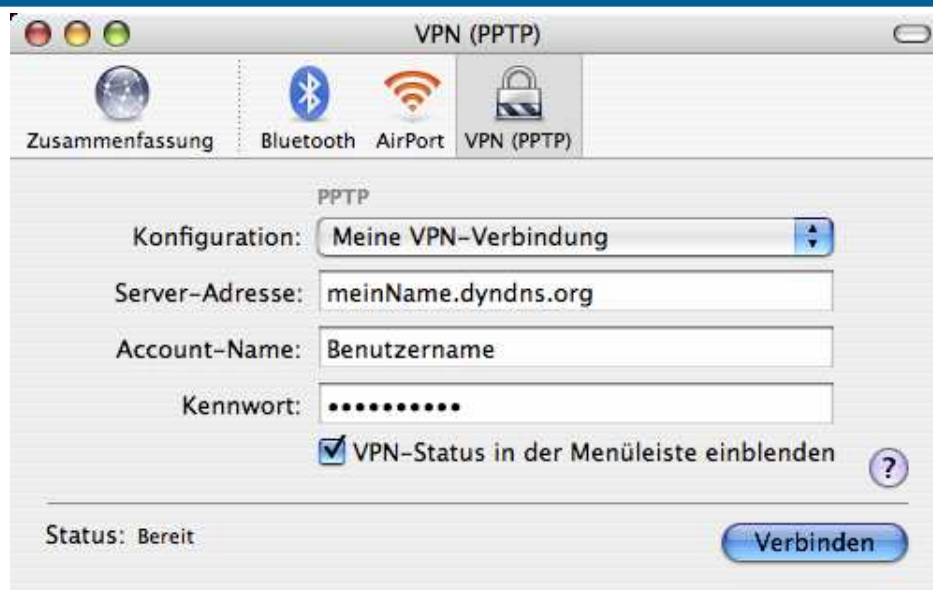 VPN (PPTP)
Zusammenfassung
Bluetooth
AirPort
VPN (PPTP)
PPTP
Konfiguration: Meine VPN-Verbindung
Server-Adresse: meinName.dyndns.org
Account-Name: Benutzername
Kennwort: ••••••••••
VPN-Status in der Menüleiste einblenden
?
Status: Bereit
Verbinden